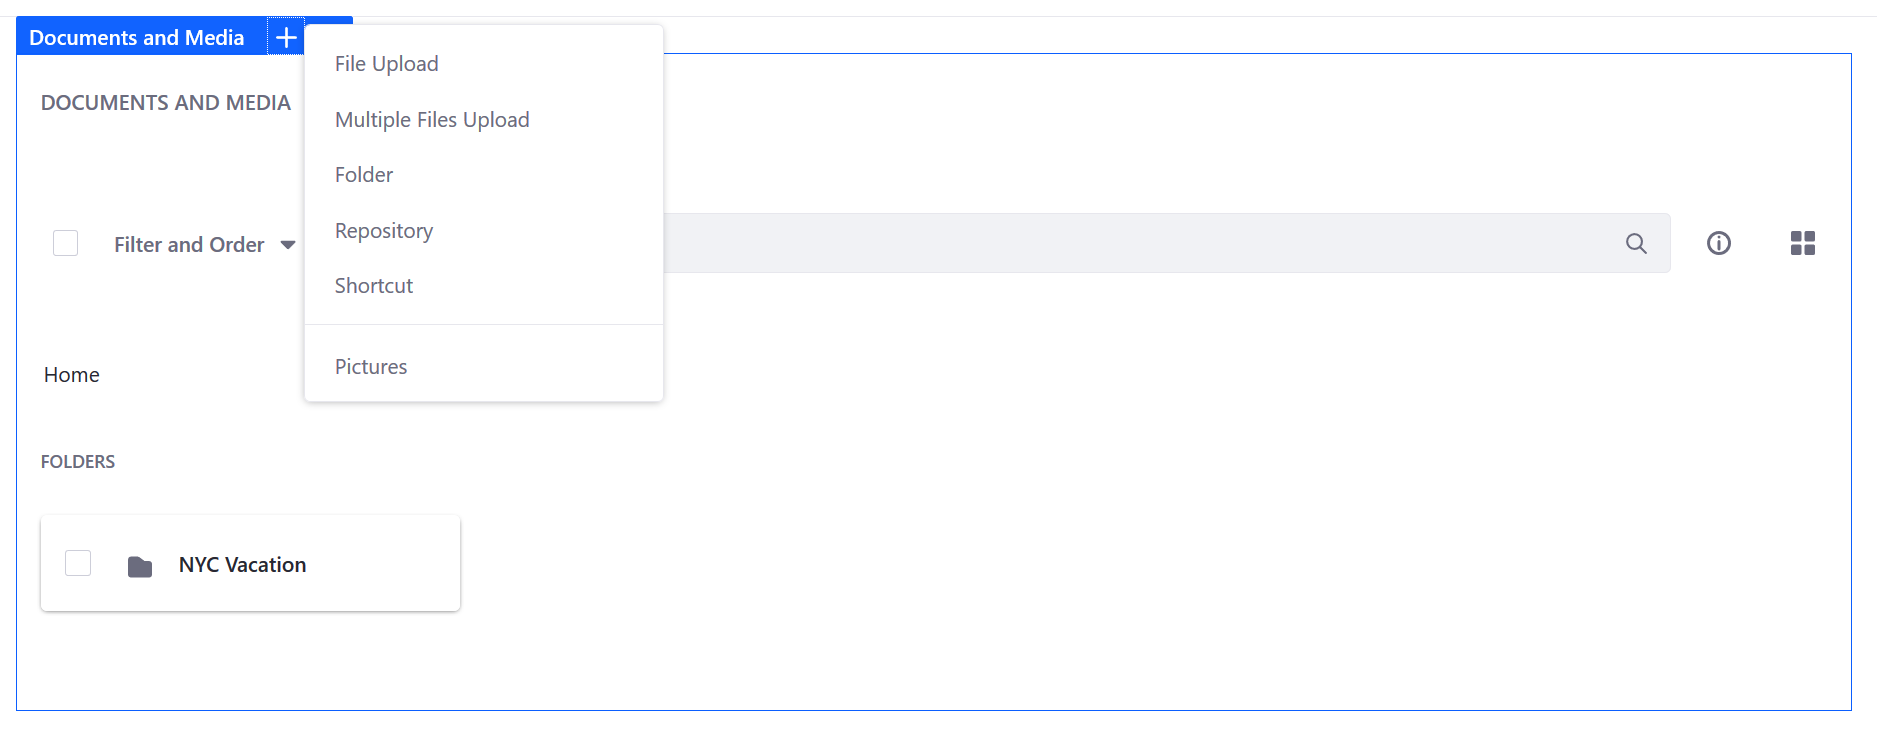 Documents and Media
File Upload
DOCUMENTS AND MEDIA
Multiple Files Upload
Folder
Repository
Filter and Order
Shortcut
Pictures
Home
FOLDERS
NYC Vacation